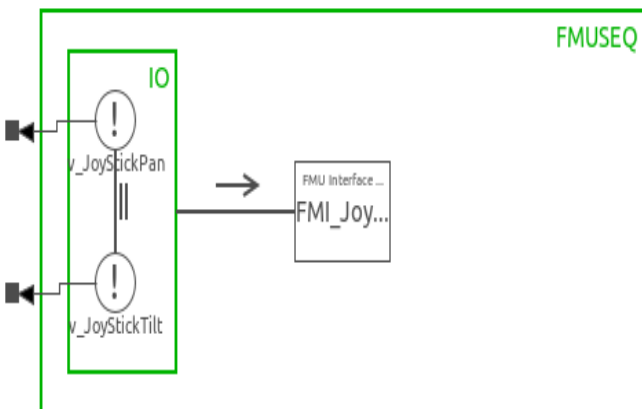 FMUSEQ
IO
!
v_JoyStickPan
FMU Interface ...
FMI_Joy...
!
v_JoyStickTilt